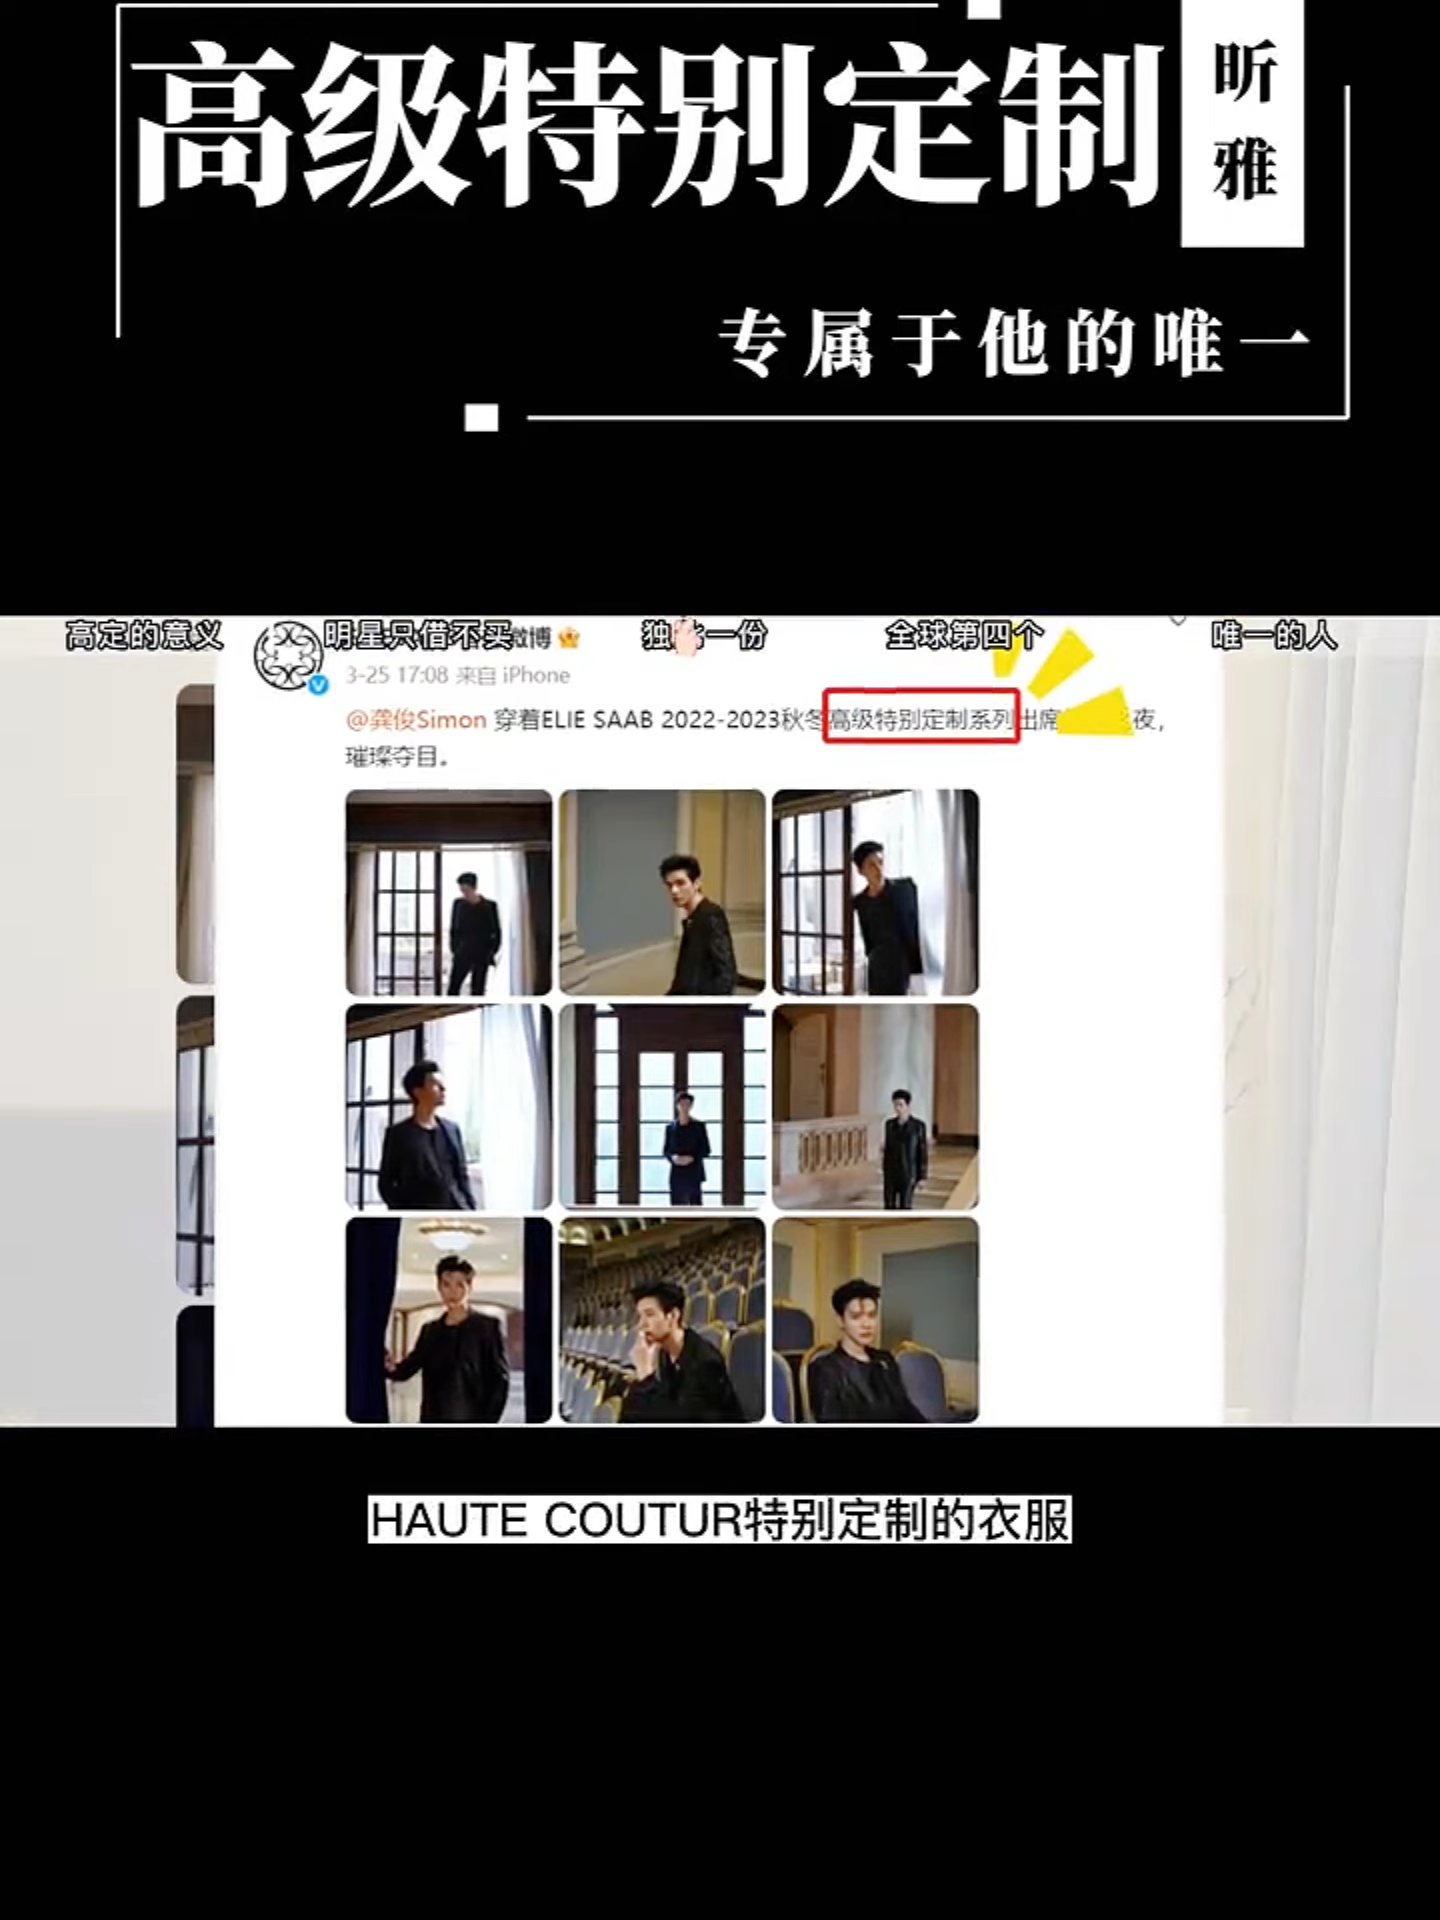 高级特别定制
昕雅
专属于他的唯一
高定的意义 明星只借不买 微博 独 一份 全球第四个 唯一的人
3-25 17:08 来自 iPhone
@龚俊Simon 穿着ELIE SAAB 2022-2023秋冬高级特别定制系列出席 夜，
璀璨夺目。
HAUTE COUTUR特别定制的衣服